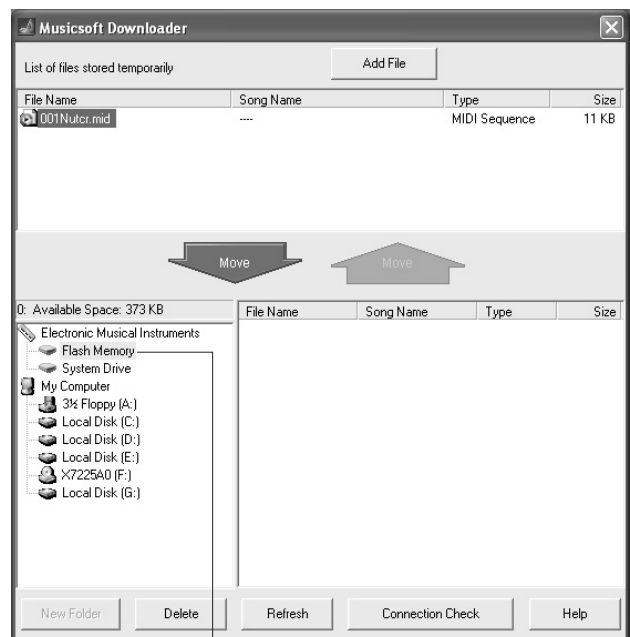 Musicsoft Downloader
List of files stored temporarily
Add File
File Name Song Name Type Size
001Nutcr.mid ---- MIDI Sequence 11 KB
Move Move
0: Available Space: 373 KB
File Name Song Name Type Size
Electronic Musical Instruments
Flash Memory
System Drive
My Computer
3½ Floppy (A:)
Local Disk (C:)
Local Disk (D:)
Local Disk (E:)
X7225A0 (F:)
Local Disk (G:)
New Folder Delete Refresh Connection Check Help